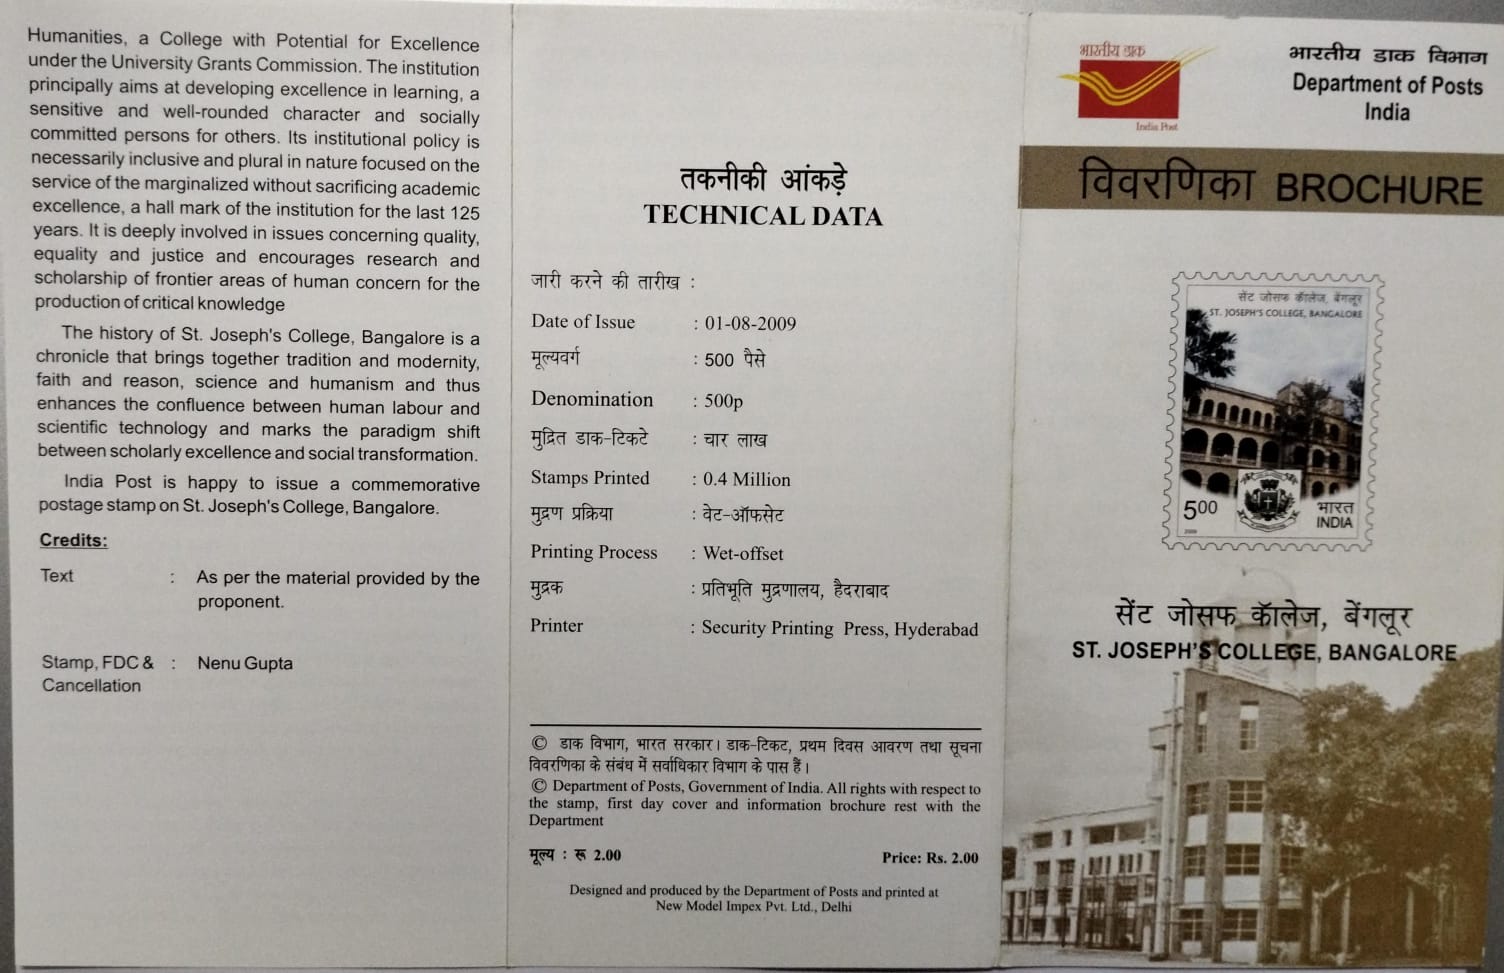 Humanities, a College with Potential for Excellence
under the University Grants Commission. The institution
principally aims at developing excellence in learning, a
sensitive and well-rounded character and socially
committed persons for others. Its institutional policy is
necessarily inclusive and plural in nature focused on the
service of the marginalized without sacrificing academic
excellence, a hall mark of the institution for the last 125
years. It is deeply involved in issues concerning quality,
equality and justice and encourages research and
scholarship of frontier areas of human concern for the
production of critical knowledge
The history of St. Joseph's College, Bangalore is a
chronicle that brings together tradition and modernity,
faith and reason, science and humanism and thus
enhances the confluence between human labour and
scientific technology and marks the paradigm shift
between scholarly excellence and social transformation.
India Post is happy to issue a commemorative
postage stamp on St. Joseph's College, Bangalore.
Credits:
Text : As per the material provided by the
proponent.
Stamp, FDC & : Nenu Gupta
Cancellation
तकनीकी आंकड़े
TECHNICAL DATA
जारी करने की तारीख :
Date of Issue : 01-08-2009
मूल्यवर्ग : 500 पैसे
Denomination : 500p
मुद्रित डाक-टिकटे : चार लाख
Stamps Printed : 0.4 Million
मुद्रण प्रक्रिया : वेट-ऑफसेट
Printing Process : Wet-offset
मुद्रक : प्रतिभूति मुद्रणालय, हैदराबाद
Printer : Security Printing Press, Hyderabad
© डाक विभाग, भारत सरकार। डाक-टिकट, प्रथम दिवस आवरण तथा सूचना
विवरणिका के संबंध में सर्वाधिकार विभाग के पास हैं।
© Department of Posts, Government of India. All rights with respect to
the stamp, first day cover and information brochure rest with the
Department
मूल्य : रू 2.00 Price: Rs. 2.00
Designed and produced by the Department of Posts and printed at
New Model Impex Pvt. Ltd., Delhi
भारतीय डाक
India Post
भारतीय डाक विभाग
Department of Posts
India
विवरणिका BROCHURE
सेंट जोसफ कॅालेज, बेंगलूर
ST. JOSEPH'S COLLEGE, BANGALORE
500
भारत
INDIA
2009
सेंट जोसफ कॅालेज, बेंगलूर
ST. JOSEPH'S COLLEGE, BANGALORE